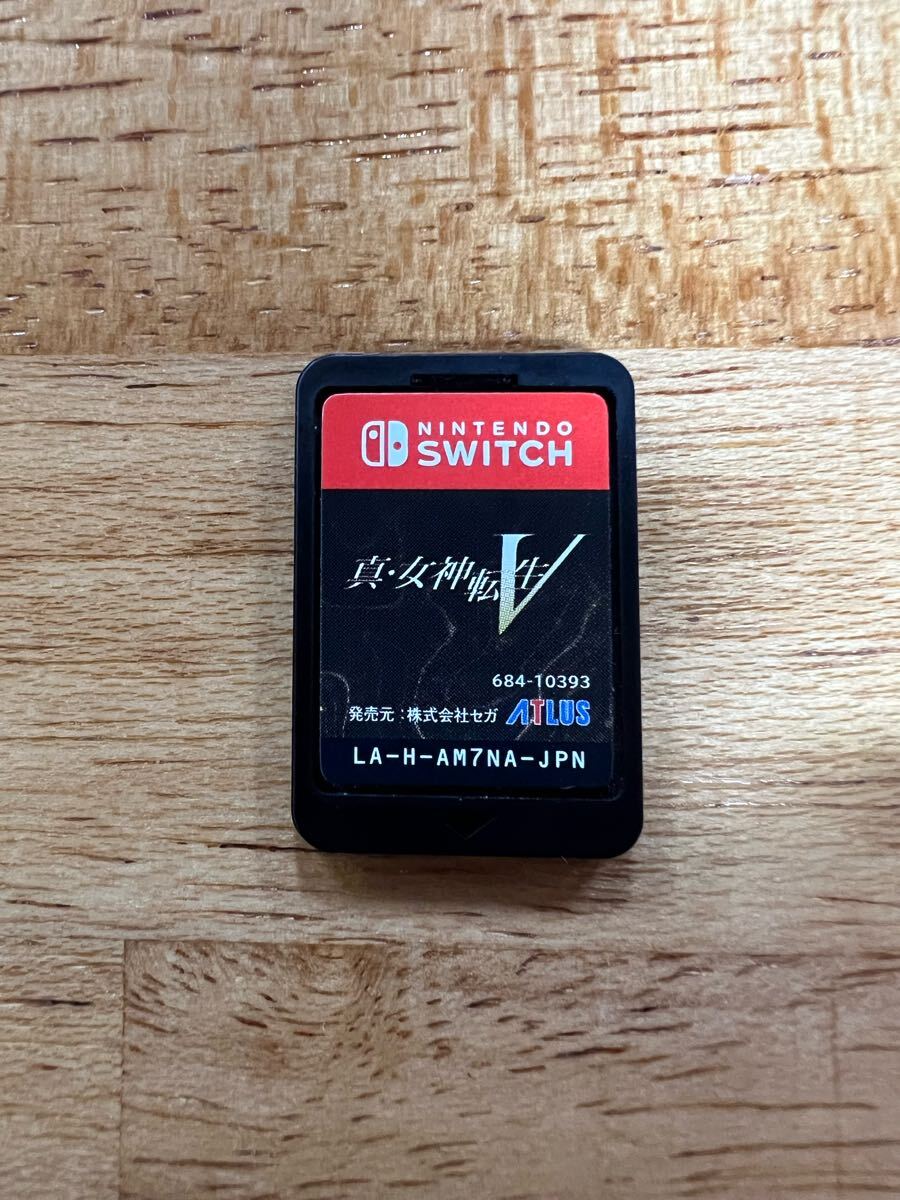 NINTENDO
SWITCH
真・女神転生V
684-10393
発売元：株式会社セガ ATLUS
LA-H-AM7NA-JPN